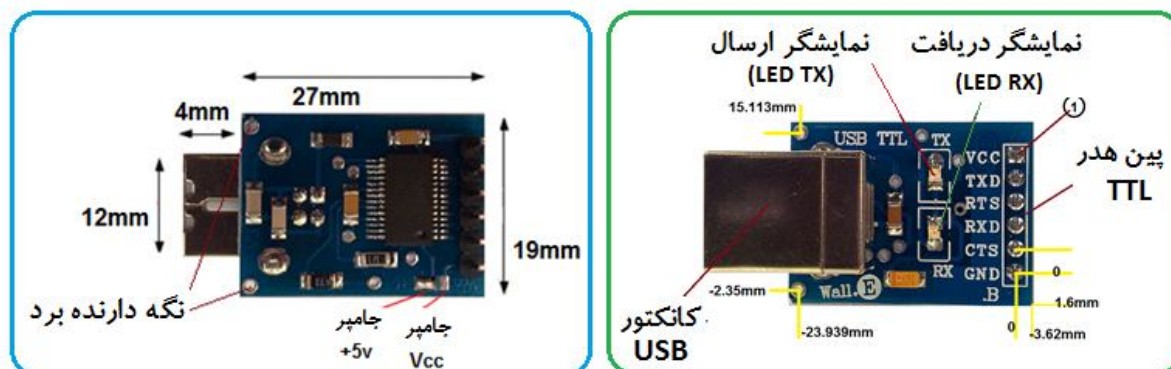 27mm
4mm
12mm
19mm
نگه دارنده برد
جامپر
+5v
جامپر
Vcc
نمایشگر ارسال
(LED TX)
نمایشگر دریافت
(LED RX)
15.113mm
1
USB TTL
TX
VCC
TXD
RTS
RXD
CTS
GND
پین هدر
TTL
RX
0
-2.35mm
Wall.E
.B
1.6mm
-23.939mm
0
-3.62mm
کانکتور
USB